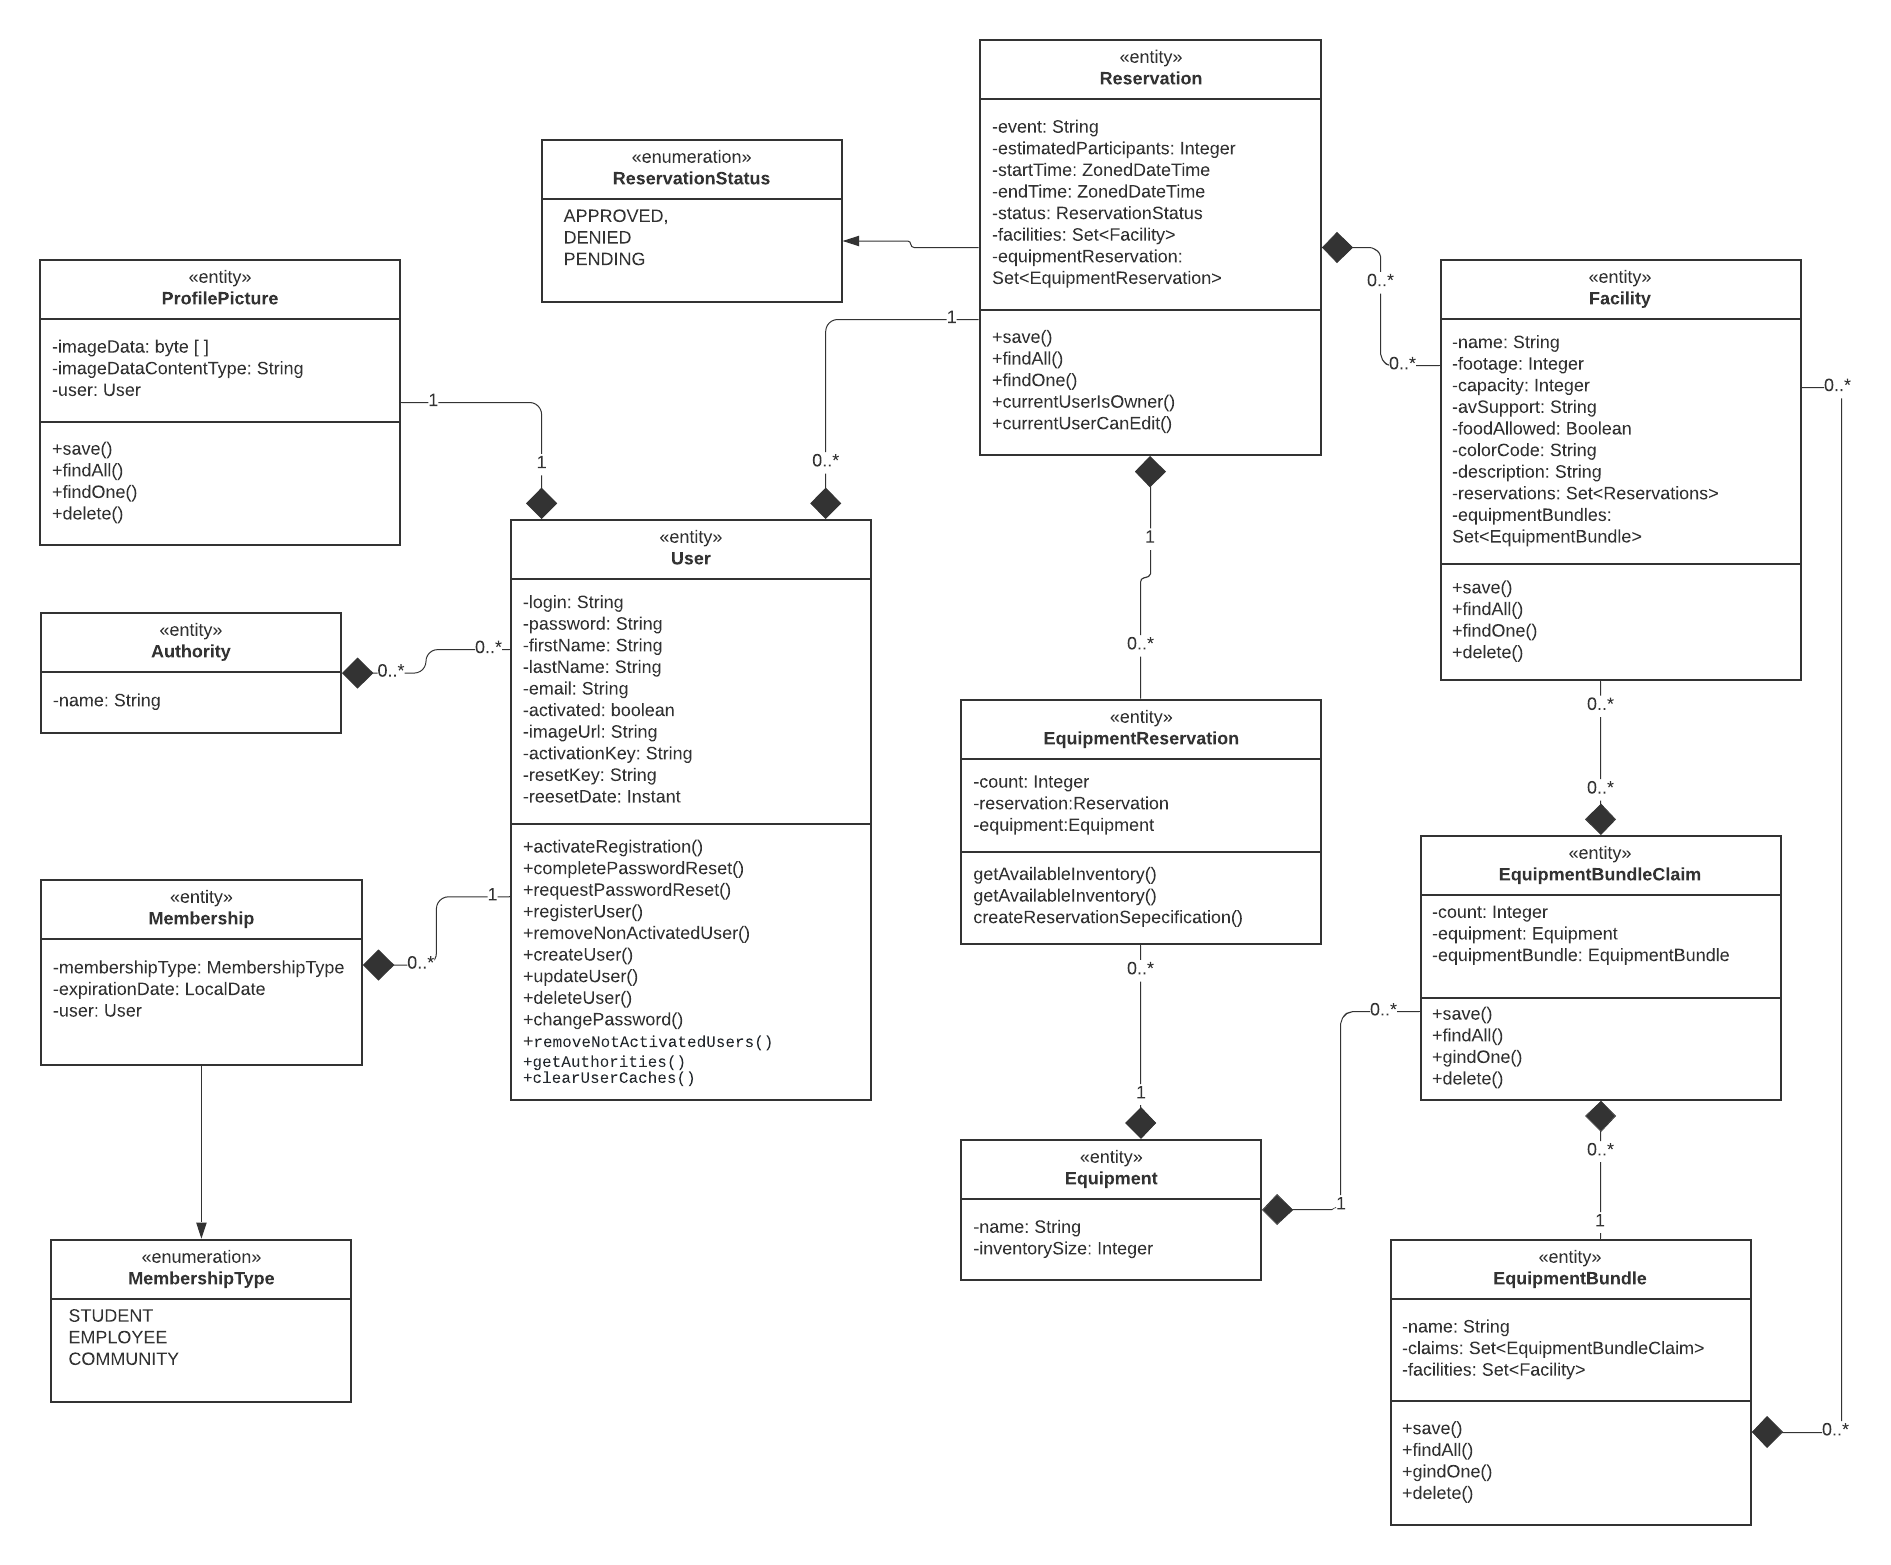 «entity»
Reservation
-event: String
-estimatedParticipants: Integer
-startTime: ZonedDateTime
-endTime: ZonedDateTime
-status: ReservationStatus
-facilities: Set<Facility>
-equipmentReservation:
Set<EquipmentReservation>
+save()
+findAll()
+findOne()
+currentUserIsOwner()
+currentUserCanEdit()
«enumeration»
ReservationStatus
APPROVED,
DENIED
PENDING
«entity»
ProfilePicture
-imageData: byte [ ]
-imageDataContentType: String
-user: User
+save()
+findAll()
+findOne()
+delete()
1
1
1
0..*
0..*
0..*
«entity»
Facility
-name: String
-footage: Integer
-capacity: Integer
-avSupport: String
-foodAllowed: Boolean
-colorCode: String
-description: String
-reservations: Set<Reservations>
-equipmentBundles:
Set<EquipmentBundle>
+save()
+findAll()
+findOne()
+delete()
0..*
«entity»
User
-login: String
-password: String
-firstName: String
-lastName: String
-email: String
-activated: boolean
-imageUrl: String
-activationKey: String
-resetKey: String
-reesetDate: Instant
+activateRegistration()
+completePasswordReset()
+requestPasswordReset()
+registerUser()
+removeNonActivatedUser()
+createUser()
+updateUser()
+deleteUser()
+changePassword()
+removeNotActivatedUsers()
+getAuthorities()
+clearUserCaches()
«entity»
Authority
-name: String
0..*
0..*
1
0..*
«entity»
EquipmentReservation
-count: Integer
-reservation:Reservation
-equipment:Equipment
getAvailableInventory()
getAvailableInventory()
createReservationSepecification()
0..*
0..*
«entity»
EquipmentBundleClaim
-count: Integer
-equipment: Equipment
-equipmentBundle: EquipmentBundle
+save()
+findAll()
+gindOne()
+delete()
«entity»
Membership
-membershipType: MembershipType
-expirationDate: LocalDate
-user: User
1
0..*
0..*
1
0..*
1
«entity»
Equipment
-name: String
-inventorySize: Integer
0..*
1
«enumeration»
MembershipType
STUDENT
EMPLOYEE
COMMUNITY
«entity»
EquipmentBundle
-name: String
-claims: Set<EquipmentBundleClaim>
-facilities: Set<Facility>
+save()
+findAll()
+gindOne()
+delete()
0..*